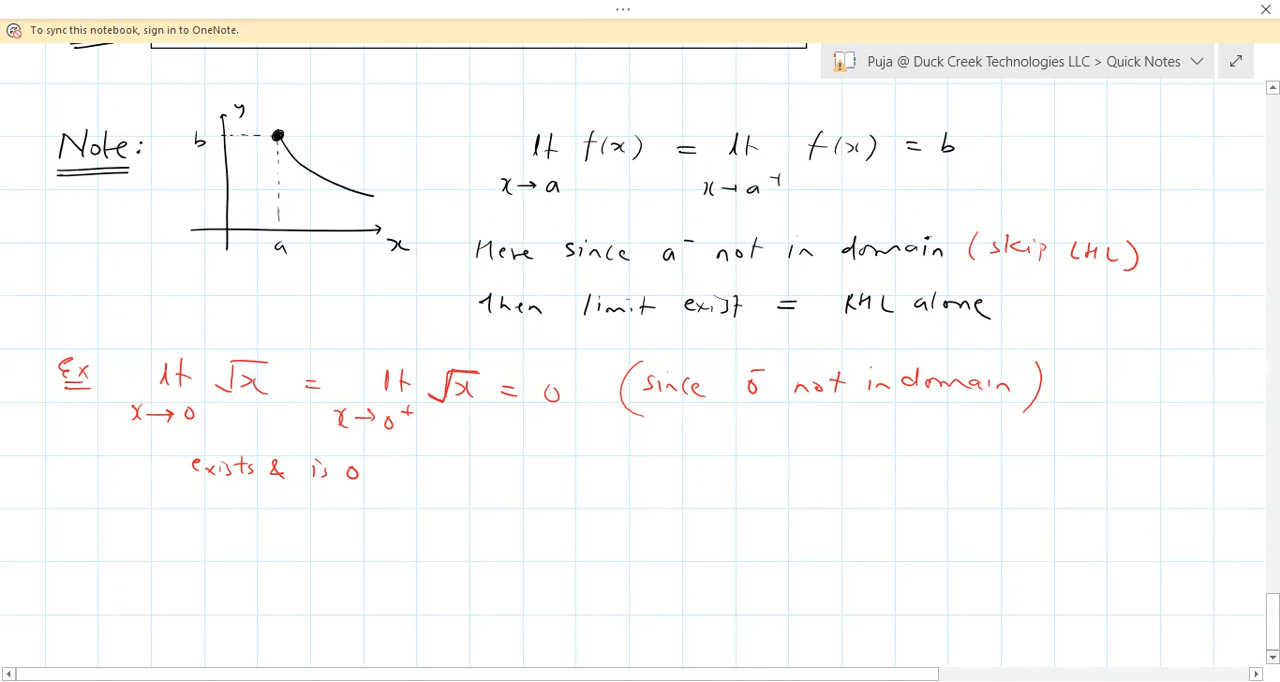 To sync this notebook, sign in to OneNote.
Puja @ Duck Creek Technologies LLC > Quick Notes
Note:
y
b
a
x
lt f(x) = lt f(x) = b
x→a x→a⁺
Here since a⁻ not in domain (skip LHL)
then limit exist = RHL alone
Ex lt √x = lt √x = 0 (since 0⁻ not in domain)
x→0 x→0⁺
exists & is 0